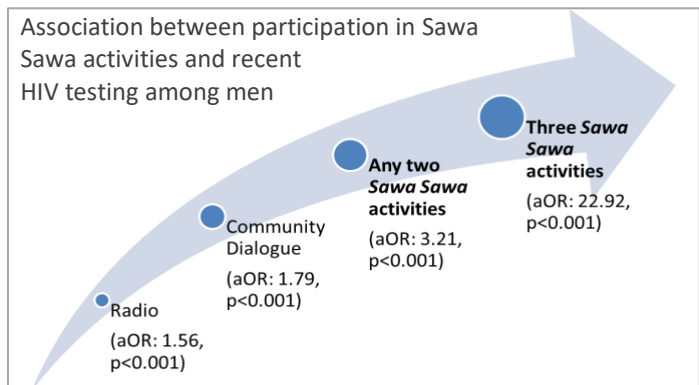 Association between participation in Sawa
Sawa activities and recent
HIV testing among men
Three Sawa
Sawa
activities
(aOR: 22.92,
p<0.001)
Any two
Sawa Sawa
activities
(aOR: 3.21,
p<0.001)
Community
Dialogue
(aOR: 1.79,
p<0.001)
Radio
(aOR: 1.56,
p<0.001)